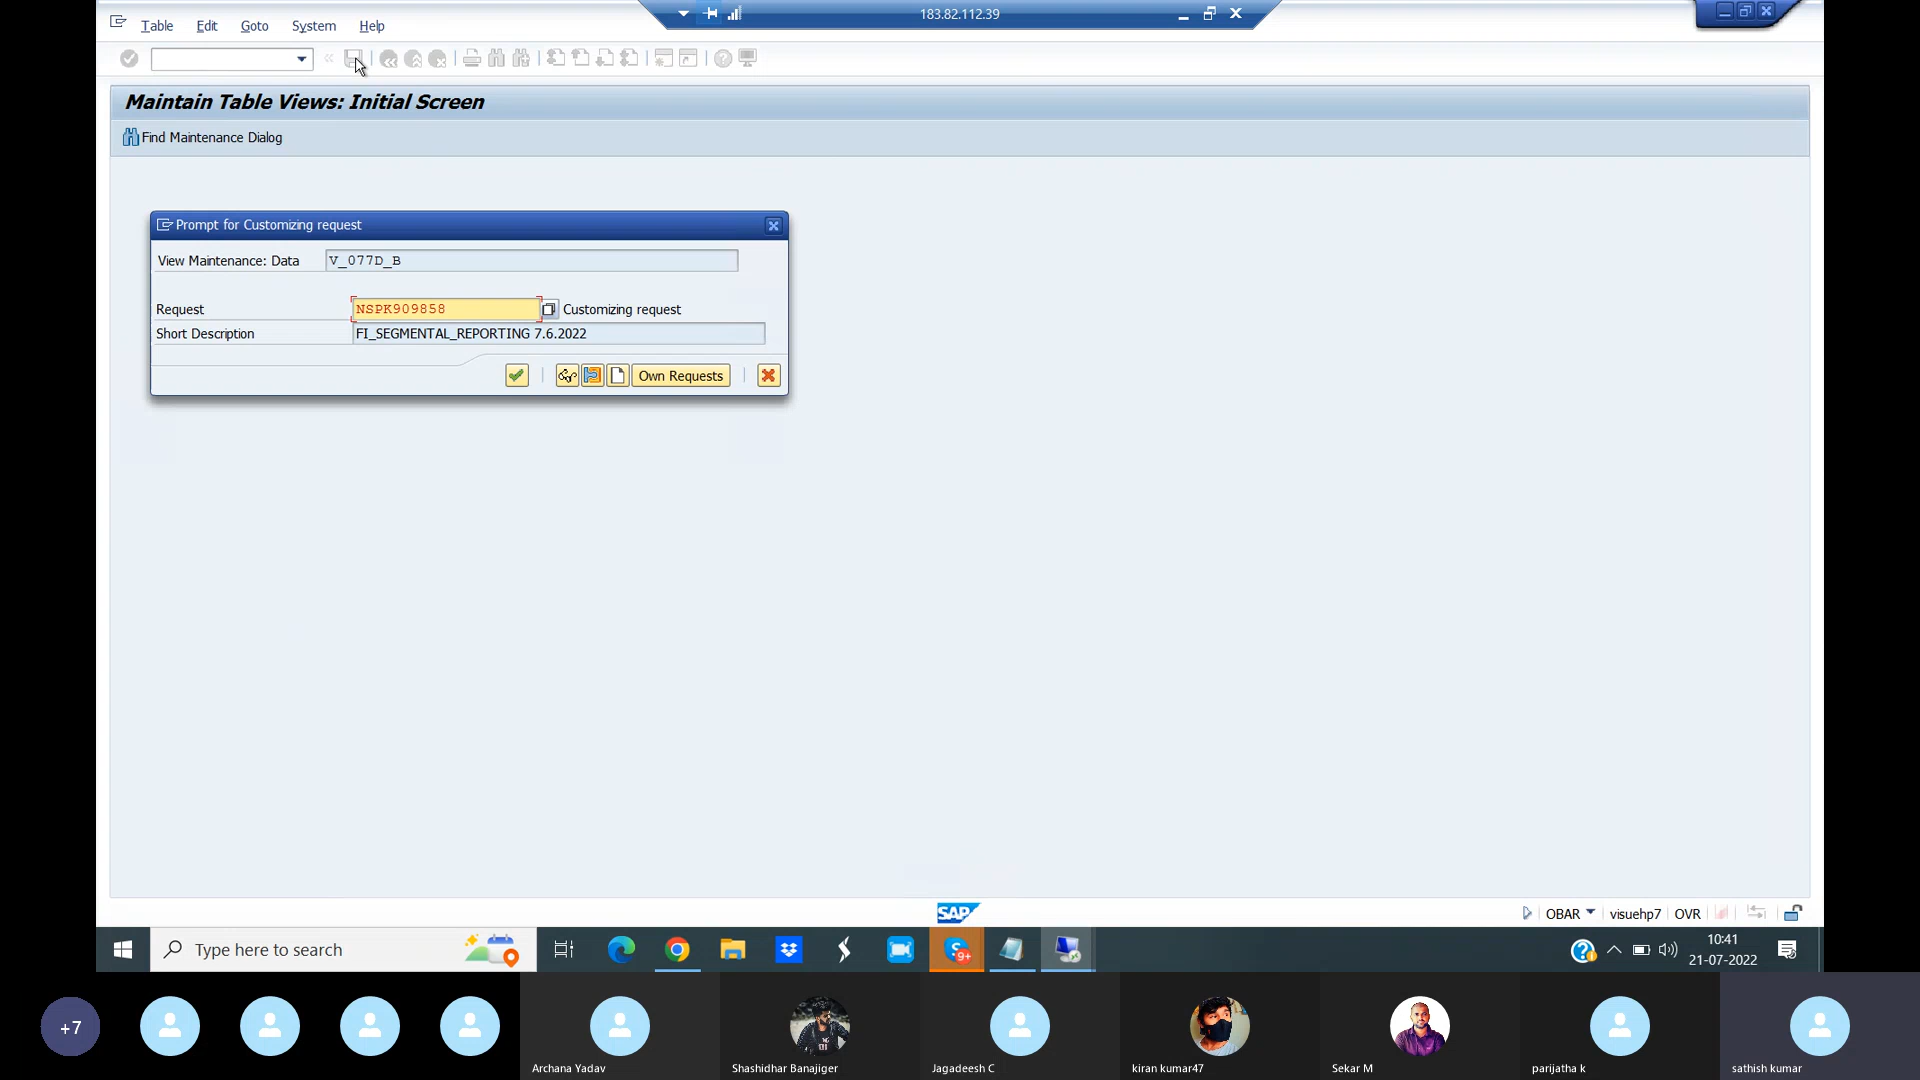 183.82.112.39
Table Edit Goto System Help
Maintain Table Views: Initial Screen
Find Maintenance Dialog
Prompt for Customizing request
View Maintenance: Data V_077D_B
Request NSPK909858 Customizing request
Short Description FI_SEGMENTAL_REPORTING 7.6.2022
Own Requests
SAP
OBAR visuehp7 OVR
Type here to search
9+
10:41
21-07-2022
+7
Archana Yadav
Shashidhar Banajiger
Jagadeesh C
kiran kumar47
Sekar M
parijatha k
sathish kumar